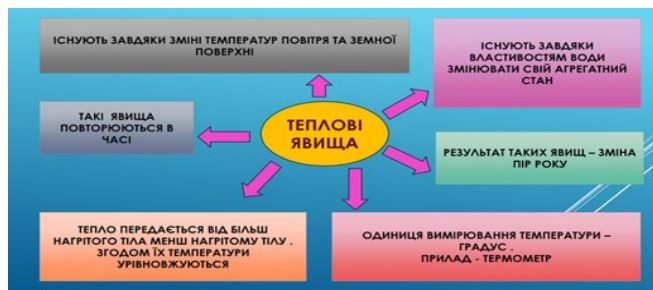 ІСНУЮТЬ ЗАВДЯКИ ЗМІНІ ТЕМПЕРАТУР ПОВІТРЯ ТА ЗЕМНОЇ
ПОВЕРХНІ
ІСНУЮТЬ ЗАВДЯКИ
ВЛАСТИВОСТЯМ ВОДИ
ЗМІНЮВАТИ СВІЙ АГРЕГАТНИЙ
СТАН
ТАКІ ЯВИЩА
ПОВТОРЮЮТЬСЯ В
ЧАСІ
ТЕПЛОВІ
ЯВИЩА
РЕЗУЛЬТАТ ТАКИХ ЯВИЩ – ЗМІНА
ПІР РОКУ
ТЕПЛО ПЕРЕДАЄТЬСЯ ВІД БІЛЬШ
НАГРІТОГО ТІЛА МЕНШ НАГРІТОМУ ТІЛУ .
ЗГОДОМ ЇХ ТЕМПЕРАТУРИ
УРІВНОВЖУЮТЬСЯ
ОДИНИЦЯ ВИМІРЮВАННЯ ТЕМПЕРАТУРИ –
ГРАДУС .
ПРИЛАД - ТЕРМОМЕТР